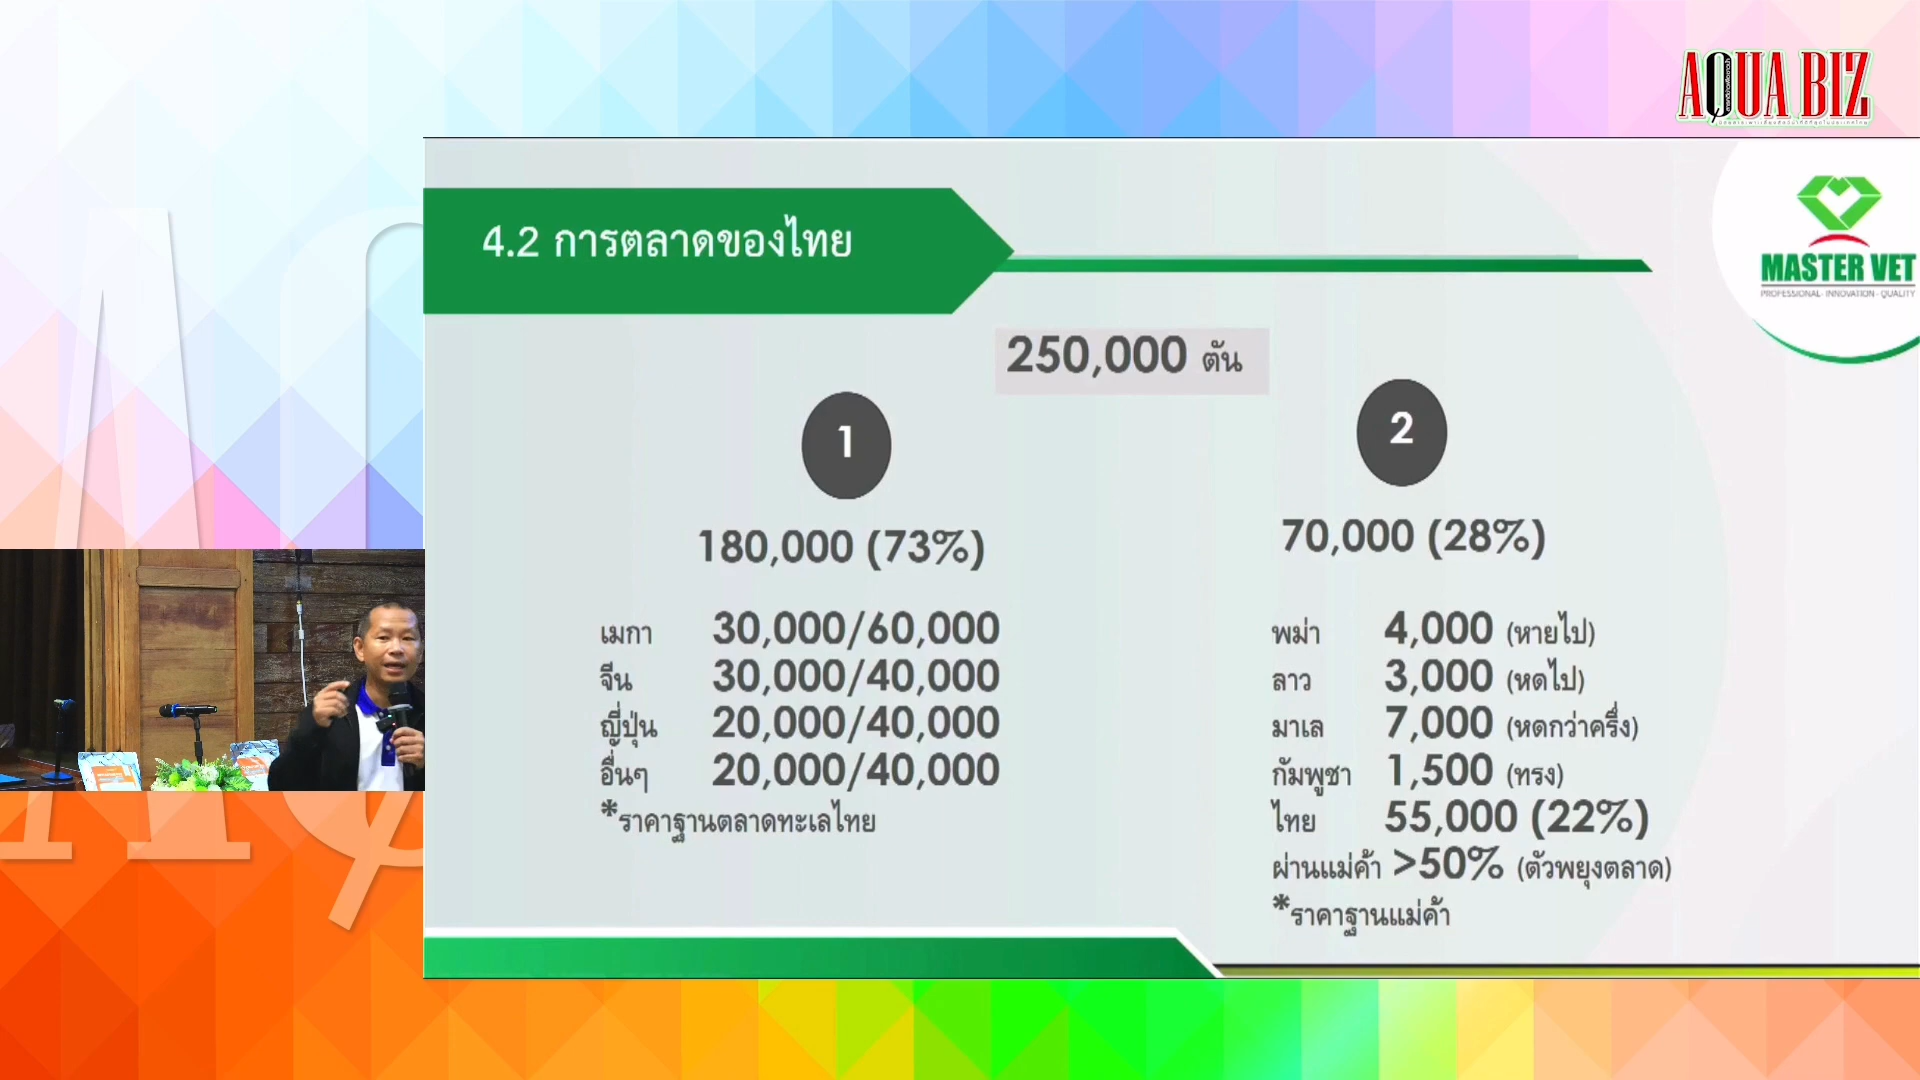 AQUA BIZ
4.2 การตลาดของไทย
MASTER VET
PROFESSIONAL · INNOVATION · QUALITY
250,000 ตัน
1
180,000 (73%)
เมกา 30,000/60,000
จีน 30,000/40,000
ญี่ปุ่น 20,000/40,000
อื่นๆ 20,000/40,000
*ราคาฐานตลาดทะเลไทย
2
70,000 (28%)
พม่า 4,000 (หายไป)
ลาว 3,000 (หดไป)
มาเล 7,000 (หดกว่าครึ่ง)
กัมพูชา 1,500 (ทรง)
ไทย 55,000 (22%)
ผ่านแม่ค้า >50% (ตัวพยุงตลาด)
*ราคาฐานแม่ค้า